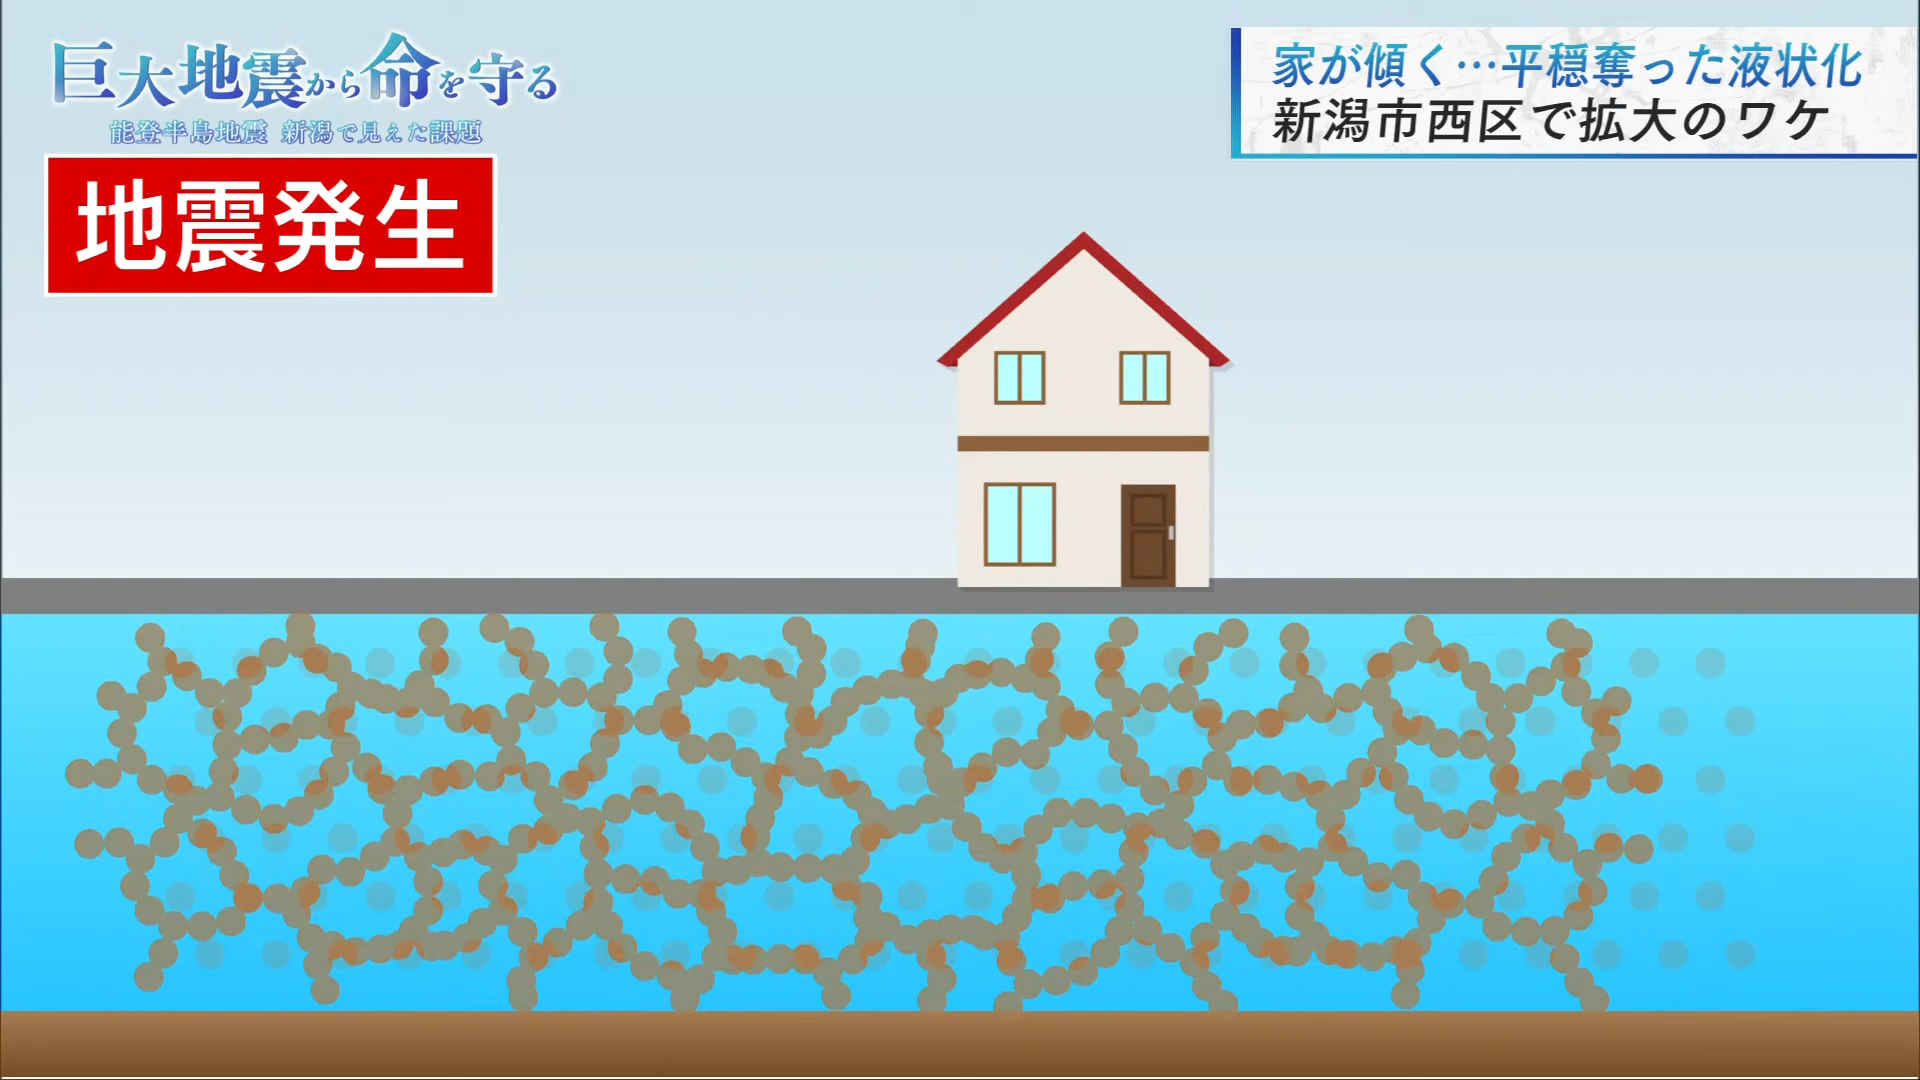 巨大地震から命を守る
能登半島地震 新潟で見えた課題
地震発生
家が傾く…平穏奪った液状化
新潟市西区で拡大のワケ